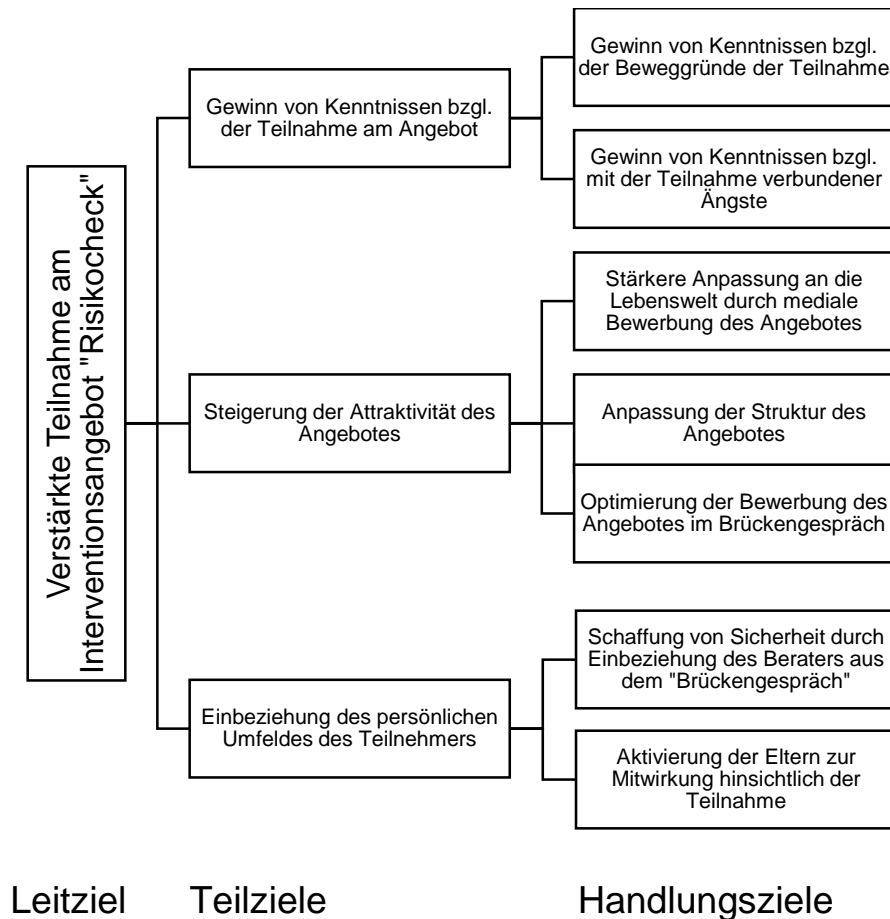 Verstärkte Teilnahme am
Interventionsangebot "Risikocheck"
Gewinn von Kenntnissen bzgl.
der Teilnahme am Angebot
Gewinn von Kenntnissen bzgl.
der Beweggründe der Teilnahme
Gewinn von Kenntnissen bzgl.
mit der Teilnahme verbundener
Ängste
Steigerung der Attraktivität des
Angebotes
Stärkere Anpassung an die
Lebenswelt durch mediale
Bewerbung des Angebotes
Anpassung der Struktur des
Angebotes
Optimierung der Bewerbung des
Angebotes im Brückengespräch
Einbeziehung des persönlichen
Umfeldes des Teilnehmers
Schaffung von Sicherheit durch
Einbeziehung des Beraters aus
dem "Brückengespräch"
Aktivierung der Eltern zur
Mitwirkung hinsichtlich der
Teilnahme
Leitziel Teilziele Handlungsziele